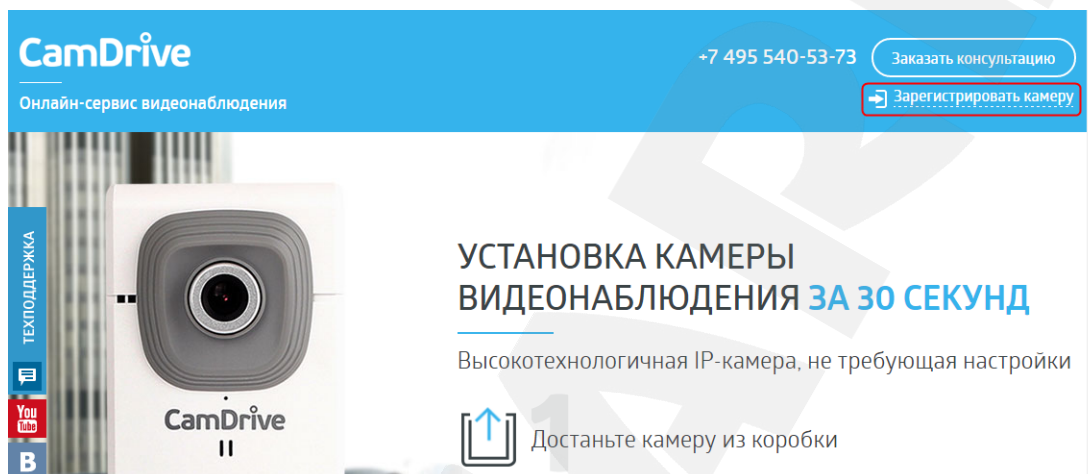 CamDrive
+7 495 540-53-73
Заказать консультацию
Онлайн-сервис видеонаблюдения
Зарегистрировать камеру
ТЕХПОДДЕРЖКА
УСТАНОВКА КАМЕРЫ
ВИДЕОНАБЛЮДЕНИЯ ЗА 30 СЕКУНД
Высокотехнологичная IP-камера, не требующая настройки
You
Tube
CamDrive
1
Достаньте камеру из коробки
В